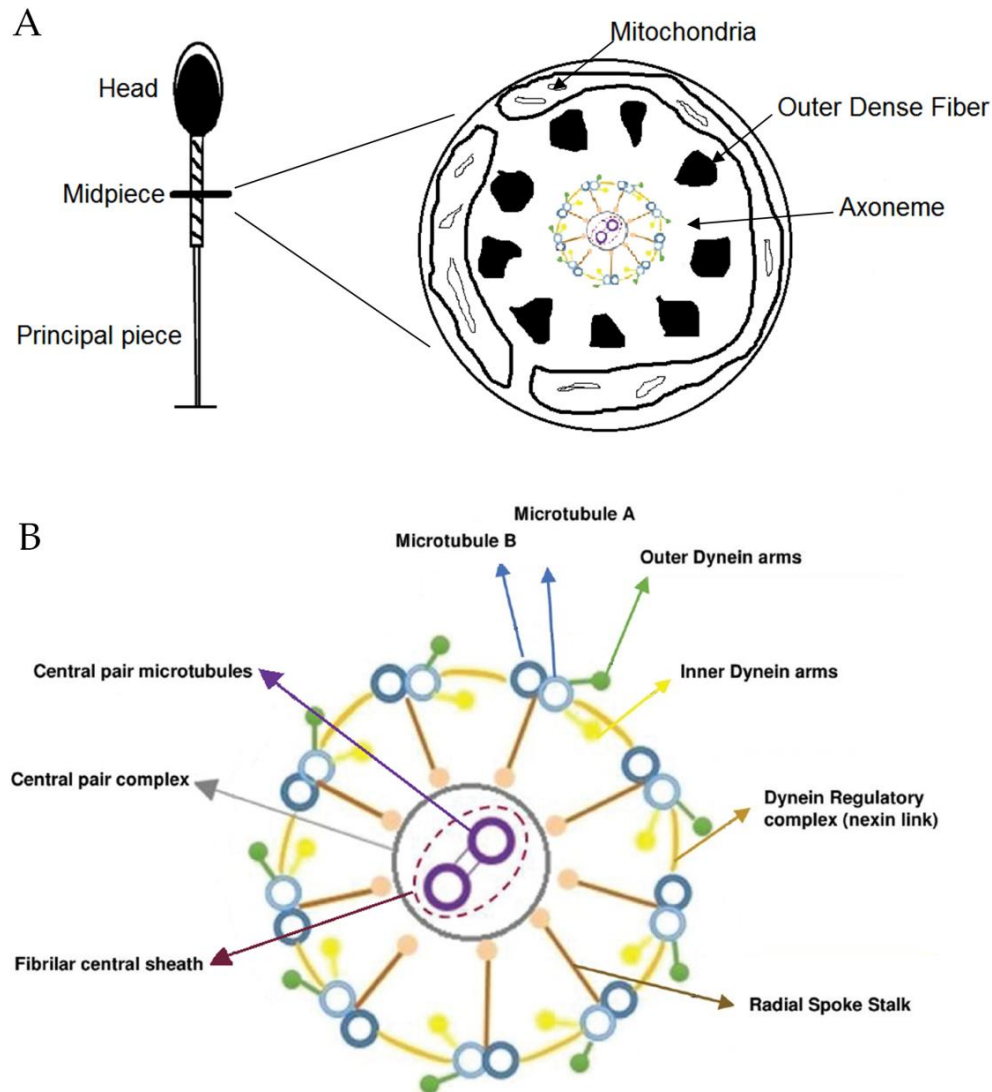 A
Mitochondria
Head
Outer Dense Fiber
Midpiece
Axoneme
Principal piece
B
Microtubule A
Microtubule B
Outer Dynein arms
Central pair microtubules
Inner Dynein arms
Central pair complex
Dynein Regulatory
complex (nexin link)
Fibrilar central sheath
Radial Spoke Stalk